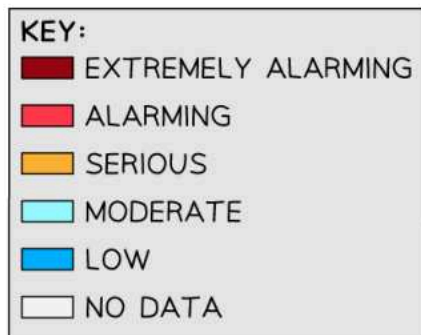 KEY:
EXTREMELY ALARMING
ALARMING
SERIOUS
MODERATE
LOW
NO DATA